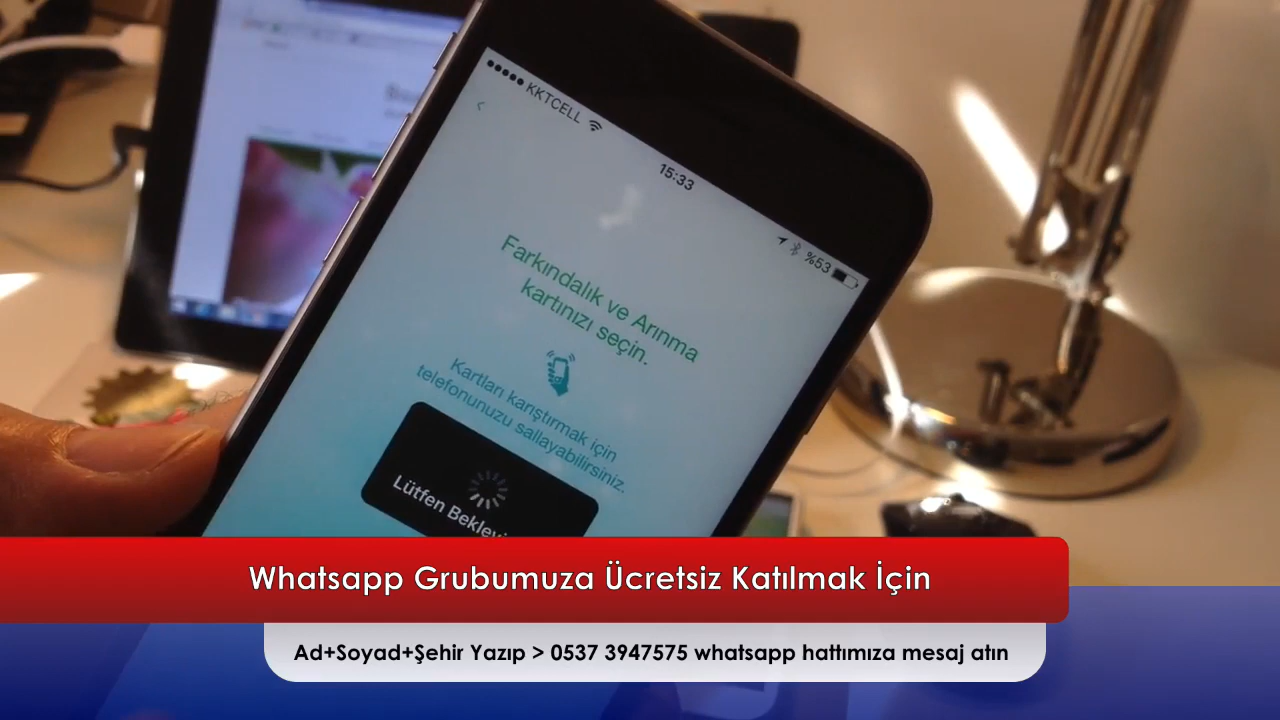 KKTCELL
15:33
%53
Farkındalık ve Arınma
kartınızı seçin.
Kartları karıştırmak için
telefonunuzu sallayabilirsiniz.
Lütfen
Whatsapp Grubumuza Ücretsiz Katılmak İçin
Ad+Soyad+Şehir Yazıp > 0537 3947575 whatsapp hattımıza mesaj atın